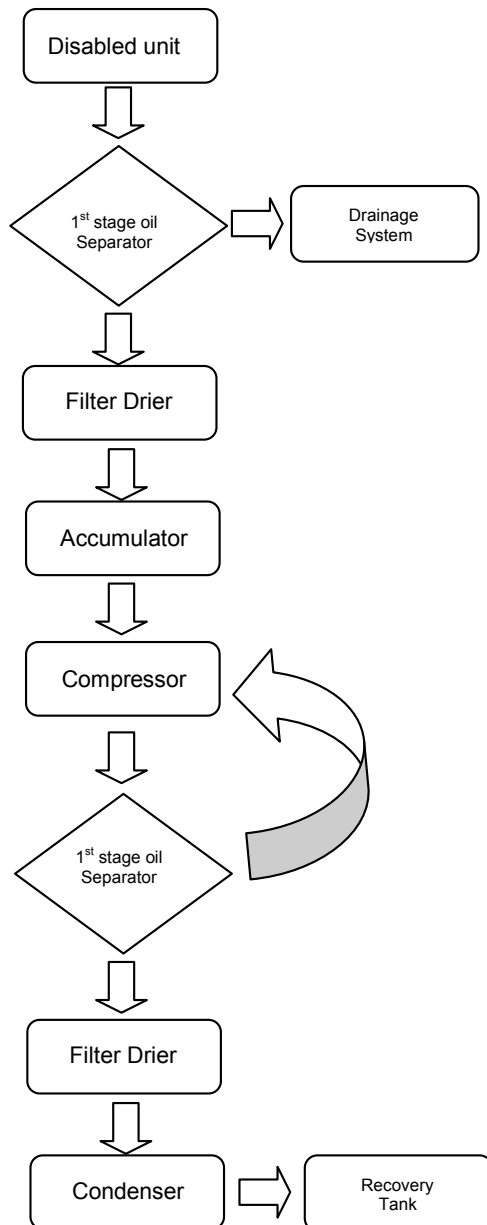 Disabled unit
1st stage oil
Separator
Drainage
System
Filter Drier
Accumulator
Compressor
1st stage oil
Separator
Filter Drier
Condenser
Recovery
Tank